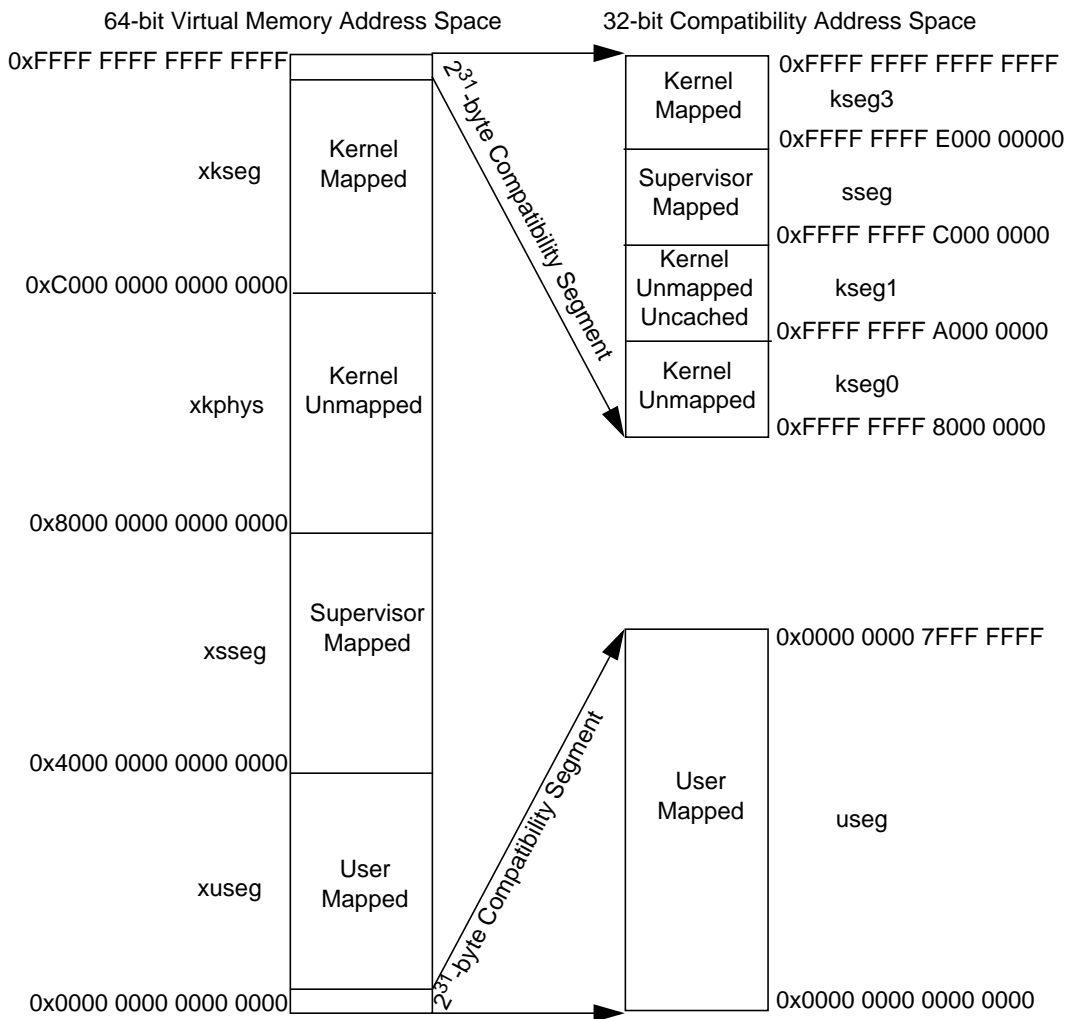 64-bit Virtual Memory Address Space
0xFFFF FFFF FFFF FFFF
xkseg
Kernel
Mapped
0xC000 0000 0000 0000
xkphys
Kernel
Unmapped
0x8000 0000 0000 0000
xsseg
Supervisor
Mapped
0x4000 0000 0000 0000
xuseg
User
Mapped
0x0000 0000 0000 0000
2^31-byte Compatibility Segment
2^31-byte Compatibility Segment
32-bit Compatibility Address Space
0xFFFF FFFF FFFF FFFF
Kernel
Mapped
kseg3
0xFFFF FFFF E000 00000
Supervisor
Mapped
sseg
0xFFFF FFFF C000 0000
Kernel
Unmapped
Uncached
kseg1
0xFFFF FFFF A000 0000
Kernel
Unmapped
kseg0
0xFFFF FFFF 8000 0000
0x0000 0000 7FFF FFFF
User
Mapped
useg
0x0000 0000 0000 0000